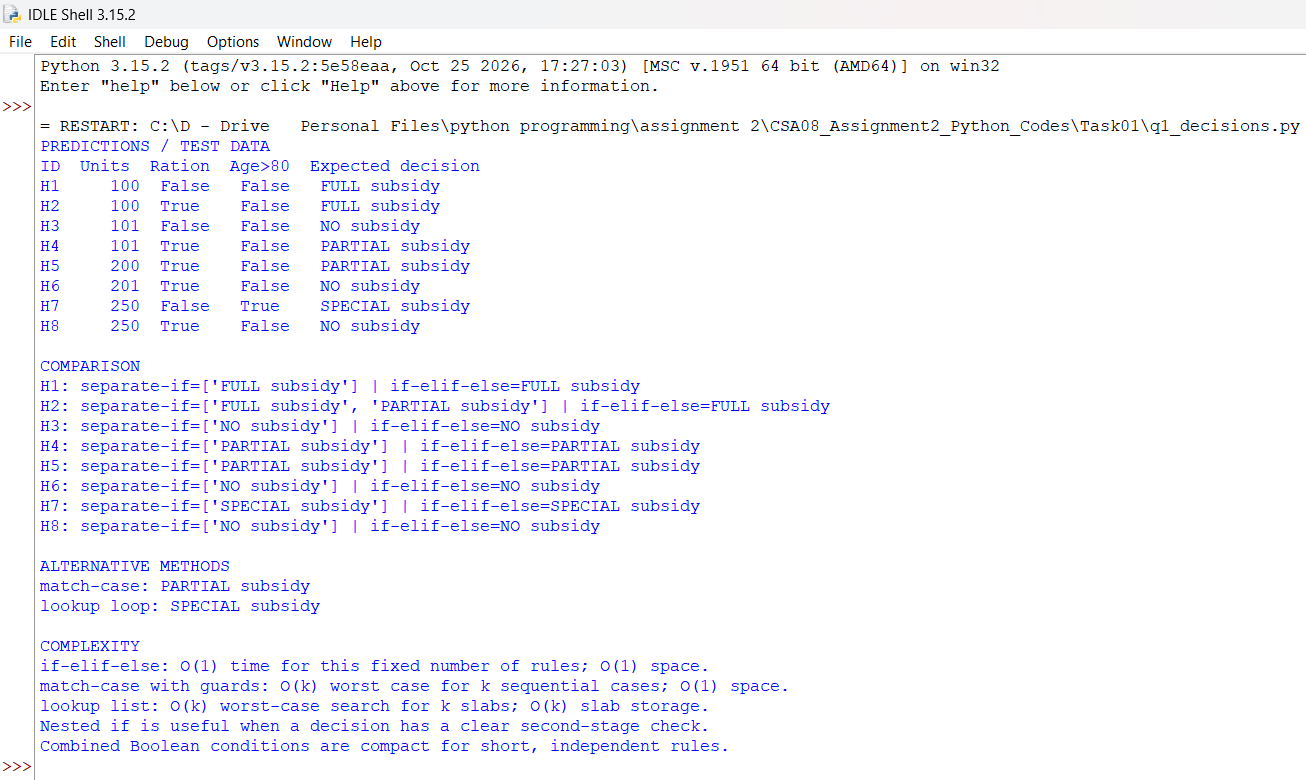 IDLE Shell 3.15.2
File Edit Shell Debug Options Window Help
Python 3.15.2 (tags/v3.15.2:5e58eaa, Oct 25 2026, 17:27:03) [MSC v.1951 64 bit (AMD64)] on win32
Enter "help" below or click "Help" above for more information.
>>>
= RESTART: C:\D - Drive   Personal Files\python programming\assignment 2\CSA08_Assignment2_Python_Codes\Task01\q1_decisions.py
PREDICTIONS / TEST DATA
ID  Units  Ration  Age>80  Expected decision
H1     100  False   False   FULL subsidy
H2     100  True    False   FULL subsidy
H3     101  False   False   NO subsidy
H4     101  True    False   PARTIAL subsidy
H5     200  True    False   PARTIAL subsidy
H6     201  True    False   NO subsidy
H7     250  False   True    SPECIAL subsidy
H8     250  True    False   NO subsidy
COMPARISON
H1: separate-if=['FULL subsidy'] | if-elif-else=FULL subsidy
H2: separate-if=['FULL subsidy', 'PARTIAL subsidy'] | if-elif-else=FULL subsidy
H3: separate-if=['NO subsidy'] | if-elif-else=NO subsidy
H4: separate-if=['PARTIAL subsidy'] | if-elif-else=PARTIAL subsidy
H5: separate-if=['PARTIAL subsidy'] | if-elif-else=PARTIAL subsidy
H6: separate-if=['NO subsidy'] | if-elif-else=NO subsidy
H7: separate-if=['SPECIAL subsidy'] | if-elif-else=SPECIAL subsidy
H8: separate-if=['NO subsidy'] | if-elif-else=NO subsidy
ALTERNATIVE METHODS
match-case: PARTIAL subsidy
lookup loop: SPECIAL subsidy
COMPLEXITY
if-elif-else: O(1) time for this fixed number of rules; O(1) space.
match-case with guards: O(k) worst case for k sequential cases; O(1) space.
lookup list: O(k) worst-case search for k slabs; O(k) slab storage.
Nested if is useful when a decision has a clear second-stage check.
Combined Boolean conditions are compact for short, independent rules.
>>>